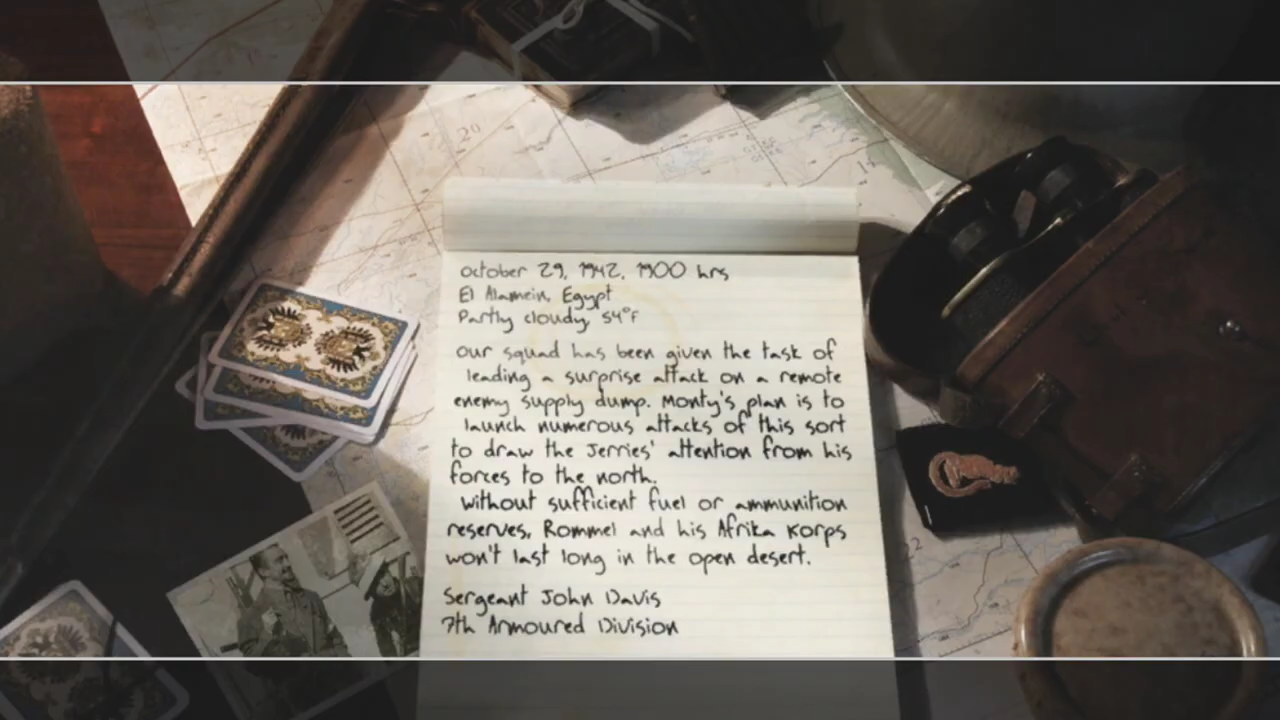 20
october 29, 1942, 1900 hrs
El Alamein, Egypt
Partly cloudy, 54°F
our squad has been given the task of
leading a surprise attack on a remote
enemy supply dump. Monty's plan is to
launch numerous attacks of this sort
to draw the Jerries' attention from his
forces to the north.
without sufficient fuel or ammunition
reserves, Rommel and his Afrika Korps
won't last long in the open desert.
Sergeant John Davis
7th Armoured Division